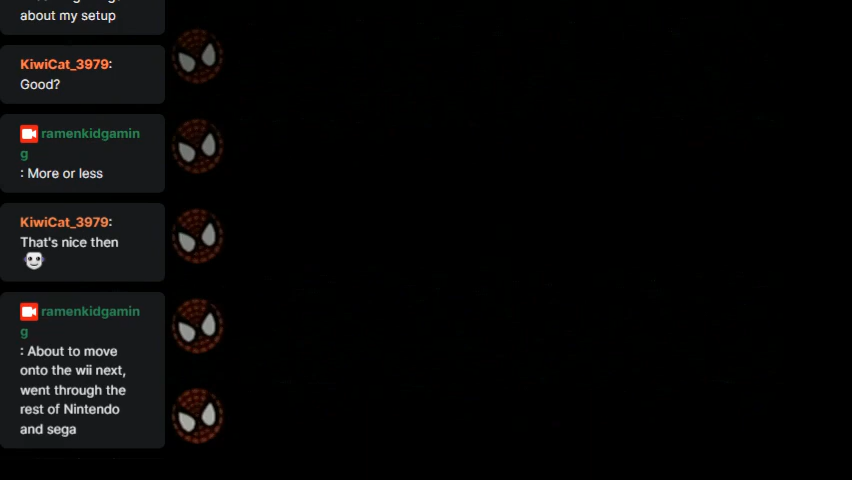 about my setup
KiwiCat_3979:
Good?
ramenkidgamin
g
: More or less
KiwiCat_3979:
That's nice then
ramenkidgamin
g
: About to move
onto the wii next,
went through the
rest of Nintendo
and sega